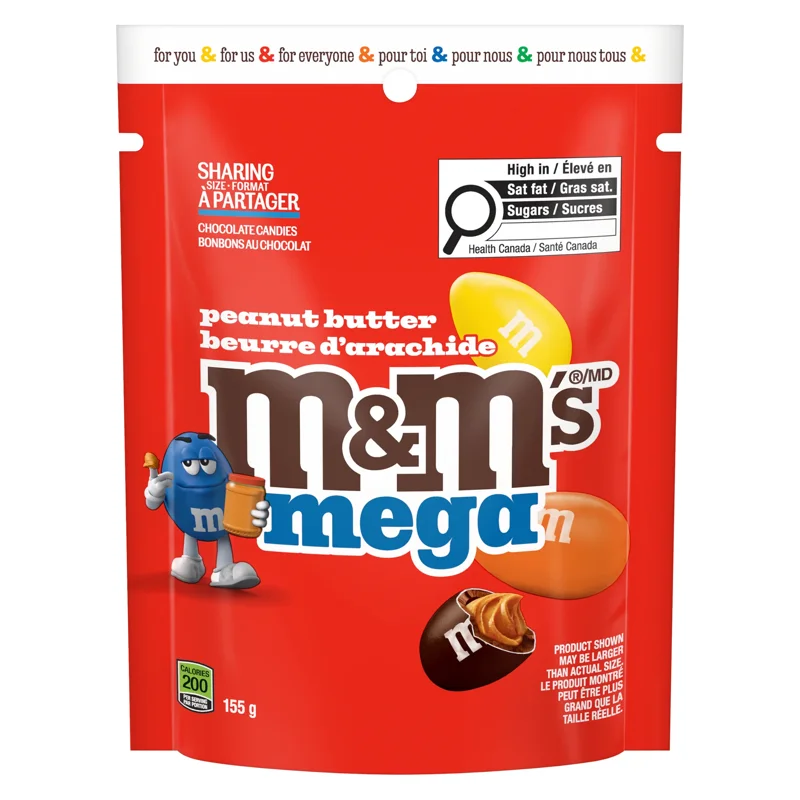 for you & for us & for everyone & pour toi & pour nous & pour nous tous &
SHARING
SIZE • FORMAT
À PARTAGER
CHOCOLATE CANDIES
BONBONS AU CHOCOLAT
High in / Élevé en
Sat fat / Gras sat.
Sugars / Sucres
Health Canada / Santé Canada
peanut butter
beurre d'arachide
m&m's®/MD
mega
m
m
m
m
PRODUCT SHOWN
MAY BE LARGER
THAN ACTUAL SIZE.
LE PRODUIT MONTRÉ
PEUT ÊTRE PLUS
GRAND QUE LA
TAILLE RÉELLE.
CALORIES
200
PER SERVING
PAR PORTION
155 g